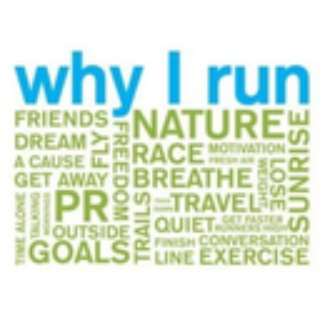 why I run
FRIENDS
DREAM
A CAUSE
GET AWAY
FLY
FREEDOM
NATURE
RACE
MOTIVATION
FRESH AIR
BREATHE
LOSE
WEIGHT
SUNRISE
TIME ALONE
TALKING
MORNINGS
PR
OUTSIDE
GOALS
TRAILS
TRAVEL
QUIET
GET FASTER
RUNNERS HIGH
FINISH
LINE
CONVERSATION
EXERCISE